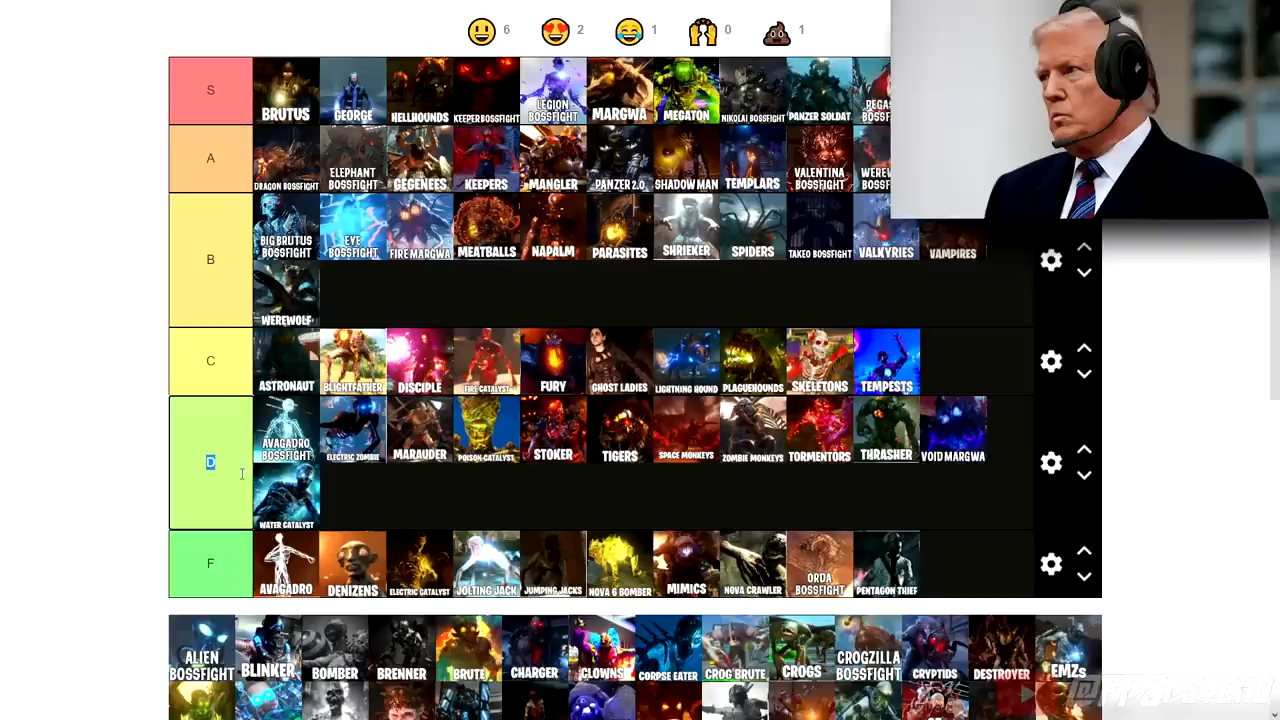 6 2 1 0 1
S
BRUTUS GEORGE HELLHOUNDS KEEPER BOSSFIGHT LEGION BOSSFIGHT MARGWA MEGATON NIKOLAI BOSSFIGHT PANZER SOLDAT
A
DRAGON BOSSFIGHT ELEPHANT BOSSFIGHT GEGENEES KEEPERS MANGLER PANZER 2.0 SHADOW MAN TEMPLARS VALENTINA BOSSFIGHT
B
BIG BRUTUS BOSSFIGHT EYE BOSSFIGHT FIRE MARGWA MEATBALLS NAPALM PARASITES SHRIEKER SPIDERS TAKEO BOSSFIGHT VALKYRIES VAMPIRES
WEREWOLF
C
ASTRONAUT BLIGHTFATHER DISCIPLE FIRE CATALYST FURY GHOST LADIES LIGHTNING HOUND PLAGUEHOUNDS SKELETONS TEMPESTS
D
AVAGADRO BOSSFIGHT ELECTRIC ZOMBIE MARAUDER POISON CATALYST STOKER TIGERS SPACE MONKEYS ZOMBIE MONKEYS TORMENTORS THRASHER VOID MARGWA
WATER CATALYST
F
AVAGADRO DENIZENS ELECTRIC CATALYST JOLTING JACK JUMPING JACKS NOVA 6 BOMBER MIMICS NOVA CRAWLER ORDA BOSSFIGHT PENTAGON THIEF
ALIEN BOSSFIGHT BLINKER BOMBER BRENNER BRUTE CHARGER CLOWNS CORPSE EATER CROG BRUTE CROGS CROGZILLA BOSSFIGHT CRYPTIDS DESTROYER EMZs